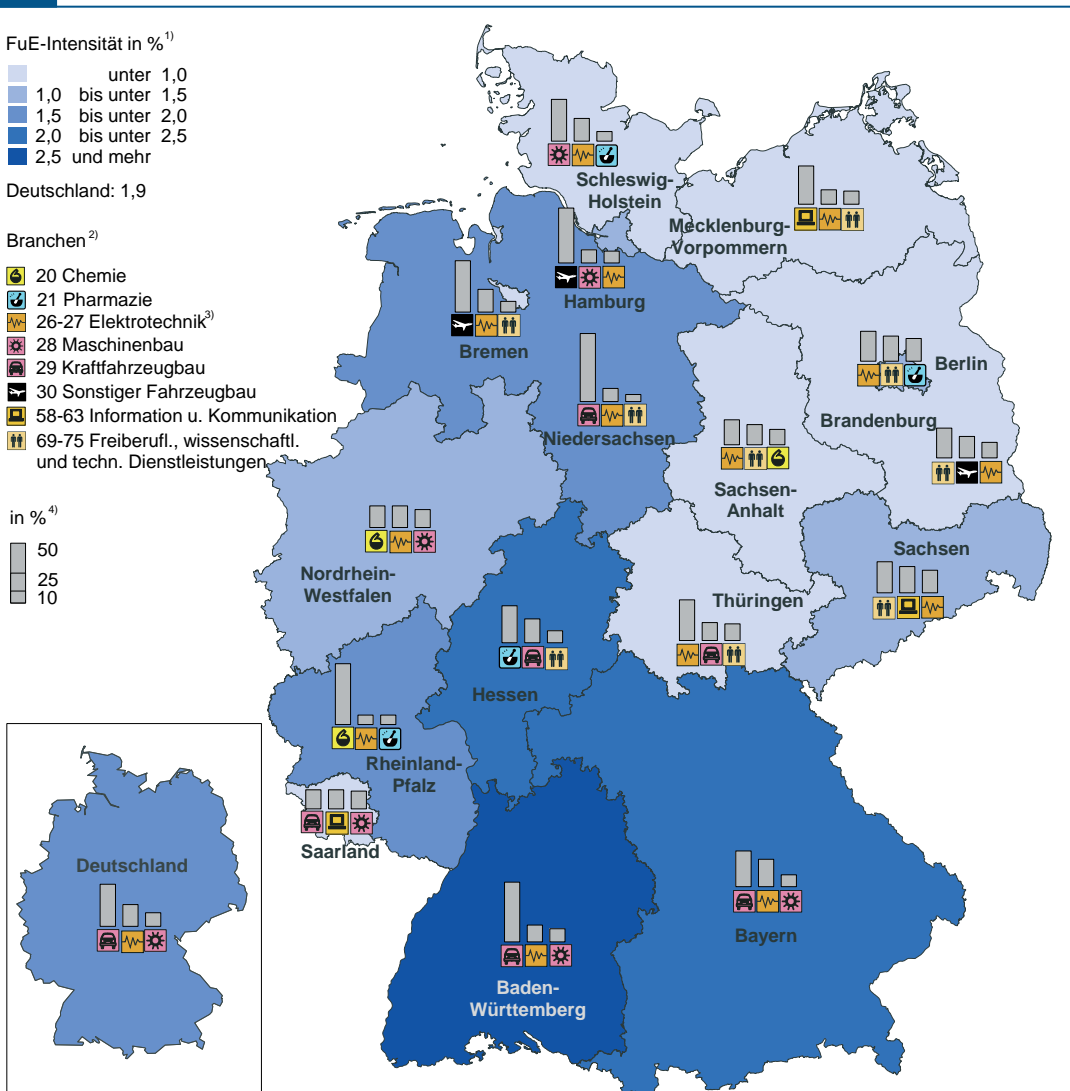 FuE-Intensität in %1)
unter 1,0
1,0 bis unter 1,5
1,5 bis unter 2,0
2,0 bis unter 2,5
2,5 und mehr
Deutschland: 1,9
Branchen2)
20 Chemie
21 Pharmazie
26-27 Elektrotechnik3)
28 Maschinenbau
29 Kraftfahrzeugbau
30 Sonstiger Fahrzeugbau
58-63 Information u. Kommunikation
69-75 Freiberufl., wissenschaftl.
und techn. Dienstleistungen
in %4)
50
25
10
Schleswig-
Holstein
Mecklenburg-
Vorpommern
Hamburg
Bremen
Niedersachsen
Berlin
Brandenburg
Sachsen-
Anhalt
Sachsen
Nordrhein-
Westfalen
Thüringen
Hessen
Rheinland-
Pfalz
Saarland
Deutschland
Bayern
Baden-
Württemberg